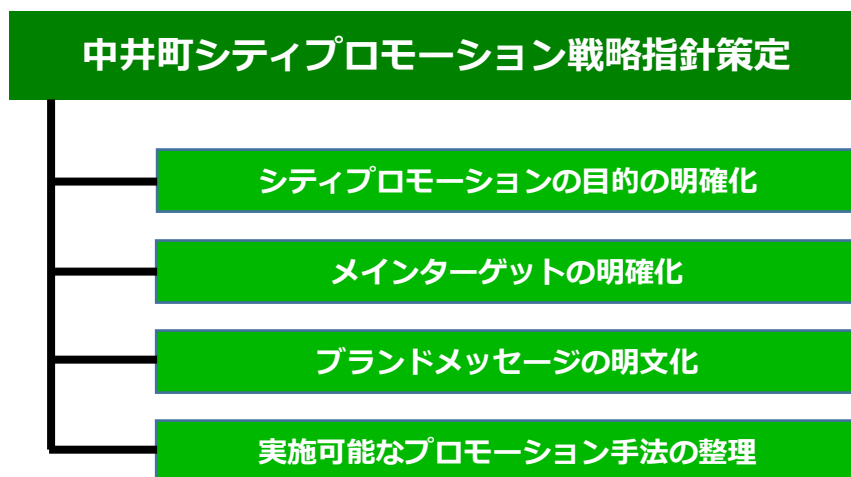 中井町シティプロモーション戦略指針策定
シティプロモーションの目的の明確化
メインターゲットの明確化
ブランドメッセージの明文化
実施可能なプロモーション手法の整理